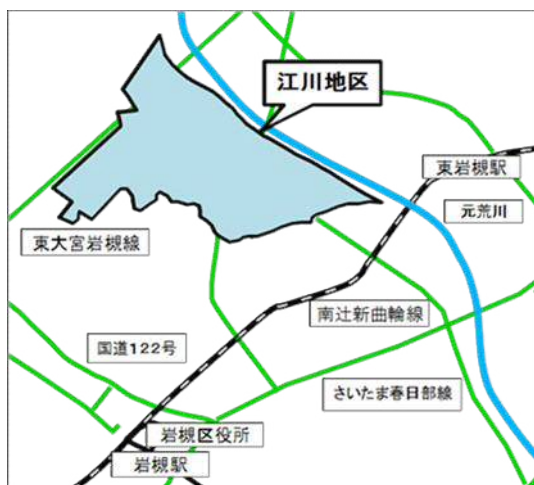 江川地区
東岩槻駅
元荒川
東大宮岩槻線
南辻新曲輪線
国道122号
さいたま春日部線
岩槻区役所
岩槻駅